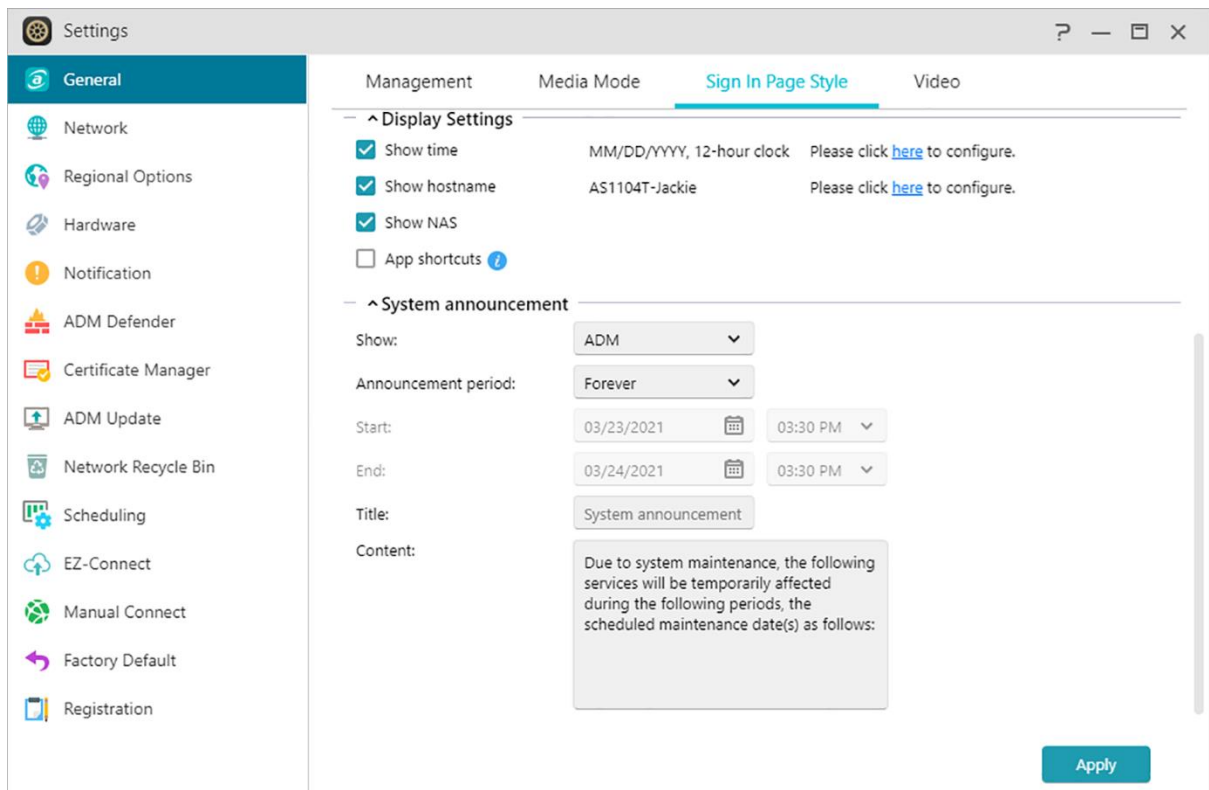 Settings
General
Network
Regional Options
Hardware
Notification
ADM Defender
Certificate Manager
ADM Update
Network Recycle Bin
Scheduling
EZ-Connect
Manual Connect
Factory Default
Registration
Management Media Mode Sign In Page Style Video
Display Settings
Show time MM/DD/YYYY, 12-hour clock Please click here to configure.
Show hostname AS1104T-Jackie Please click here to configure.
Show NAS
App shortcuts i
System announcement
Show: ADM
Announcement period: Forever
Start: 03/23/2021 03:30 PM
End: 03/24/2021 03:30 PM
Title: System announcement
Content:
Due to system maintenance, the following
services will be temporarily affected
during the following periods, the
scheduled maintenance date(s) as follows:
Apply